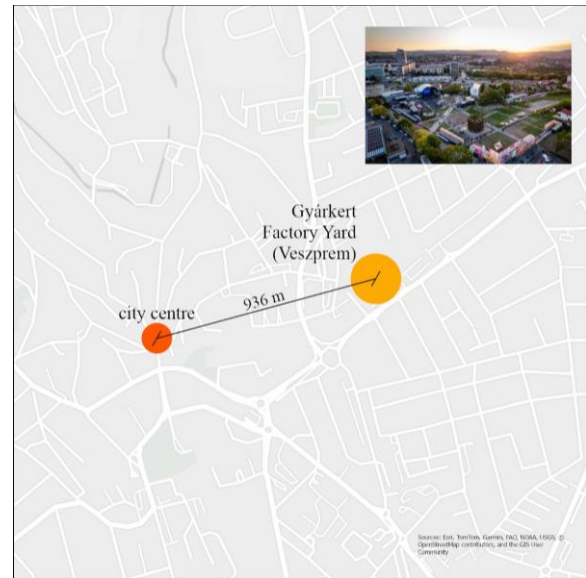 Gyárkert
Factory Yard
(Veszprem)
936 m
city centre
Sources: Esri, TomTom, Garmin, FAO, NOAA, USGS, ©
OpenStreetMap contributors, and the GIS User
Community